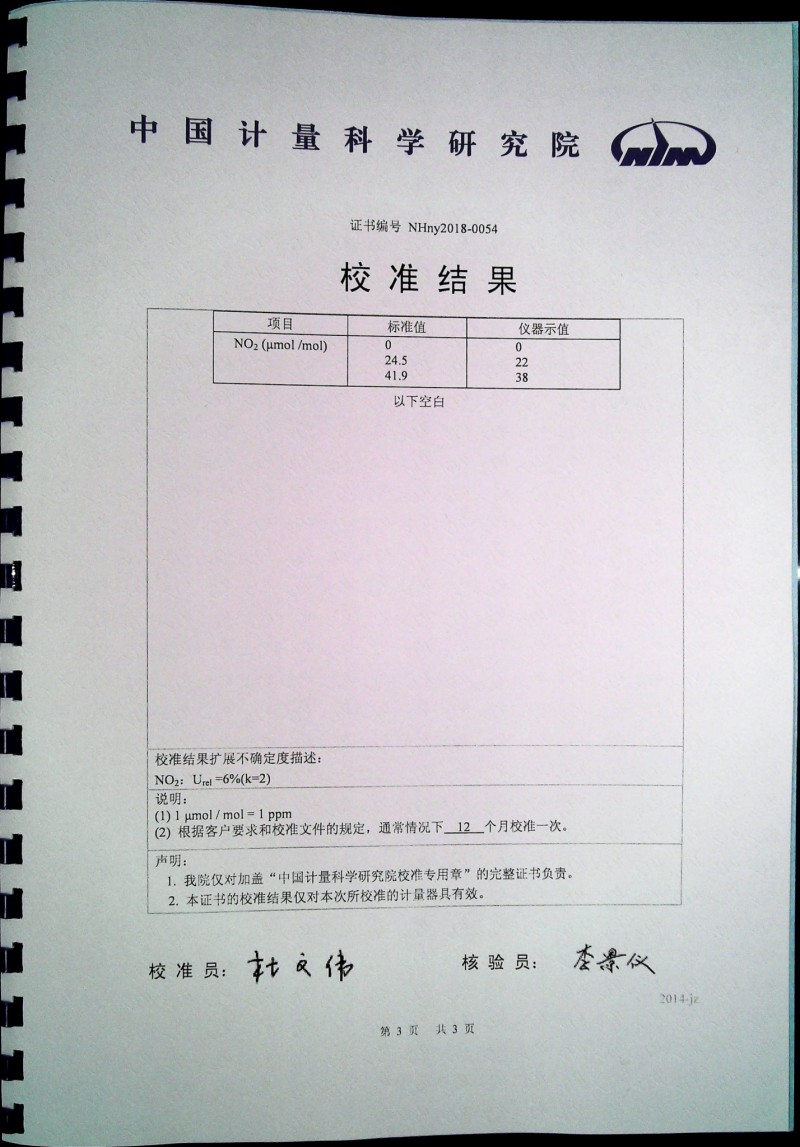 中国计量科学研究院 NIM
证书编号 NHny2018-0054
校准结果
项目 标准值 仪器示值
NO₂ (μmol /mol) 0 0
24.5 22
41.9 38
以下空白
校准结果扩展不确定度描述：
NO₂：Urel =6%(k=2)
说明：
(1) 1 μmol / mol = 1 ppm
(2) 根据客户要求和校准文件的规定，通常情况下 12 个月校准一次。
声明：
1. 我院仅对加盖“中国计量科学研究院校准专用章”的完整证书负责。
2. 本证书的校准结果仅对本次所校准的计量器具有效。
校准员： 杜文伟 核验员： 李景仪
2014-jz
第 3 页 共 3 页